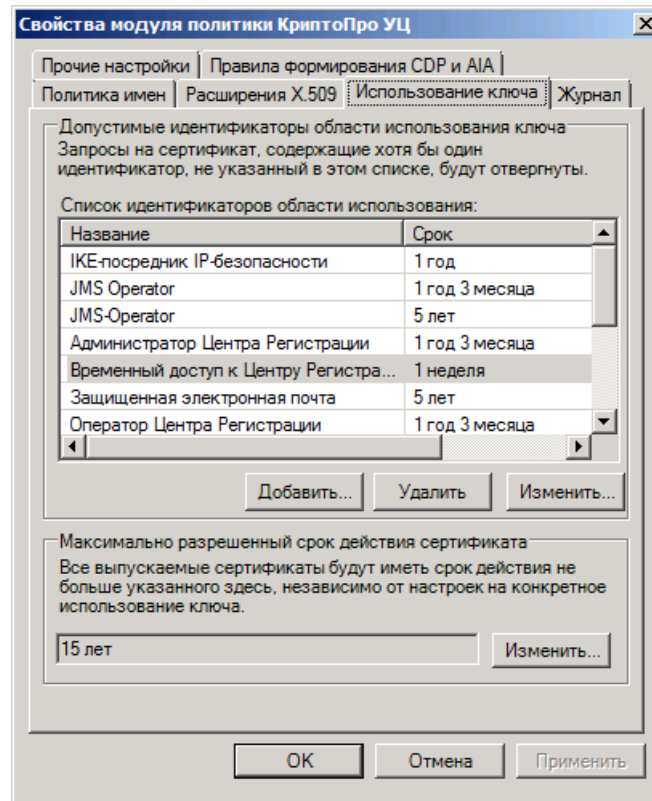 Свойства модуля политики КриптоПро УЦ
Прочие настройки Правила формирования CDP и AIA
Политика имен Расширения X.509 Использование ключа Журнал
Допустимые идентификаторы области использования ключа
Запросы на сертификат, содержащие хотя бы один
идентификатор, не указанный в этом списке, будут отвергнуты.
Список идентификаторов области использования:
Название Срок
IKE-посредник IP-безопасности 1 год
JMS Operator 1 год 3 месяца
JMS-Operator 5 лет
Администратор Центра Регистрации 1 год 3 месяца
Временный доступ к Центру Регистра... 1 неделя
Защищенная электронная почта 5 лет
Оператор Центра Регистрации 1 год 3 месяца
Добавить... Удалить Изменить...
Максимально разрешенный срок действия сертификата
Все выпускаемые сертификаты будут иметь срок действия не
больше указанного здесь, независимо от настроек на конкретное
использование ключа.
15 лет Изменить...
OK Отмена Применить